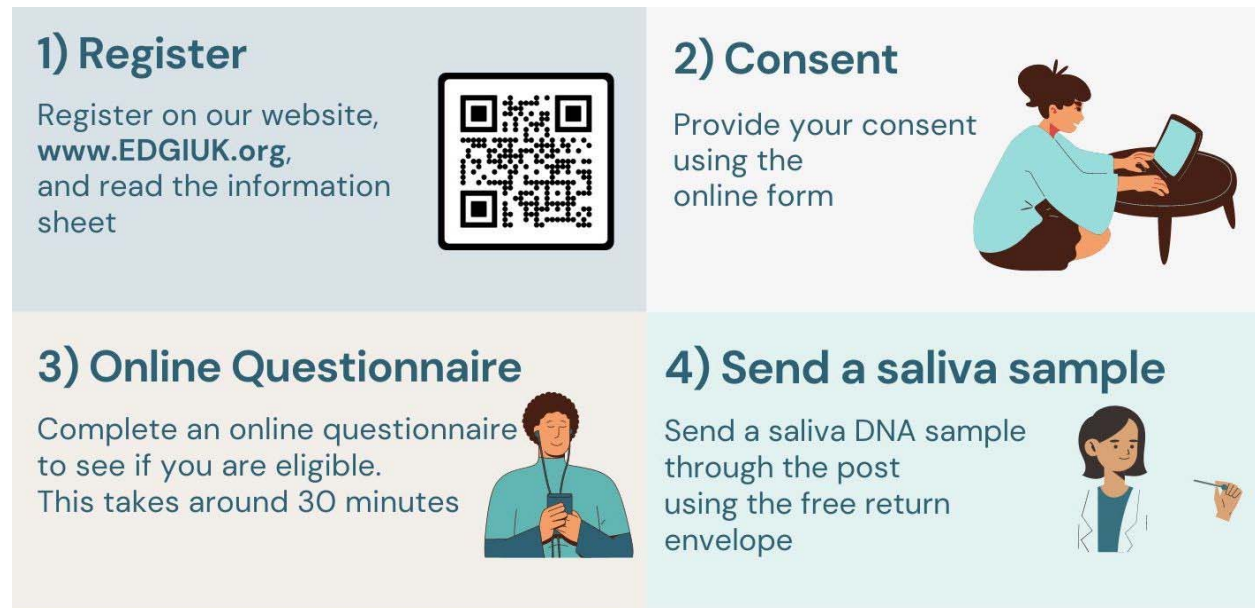 1) Register
Register on our website,
www.EDGIUK.org,
and read the information
sheet
2) Consent
Provide your consent
using the
online form
3) Online Questionnaire
Complete an online questionnaire
to see if you are eligible.
This takes around 30 minutes
4) Send a saliva sample
Send a saliva DNA sample
through the post
using the free return
envelope